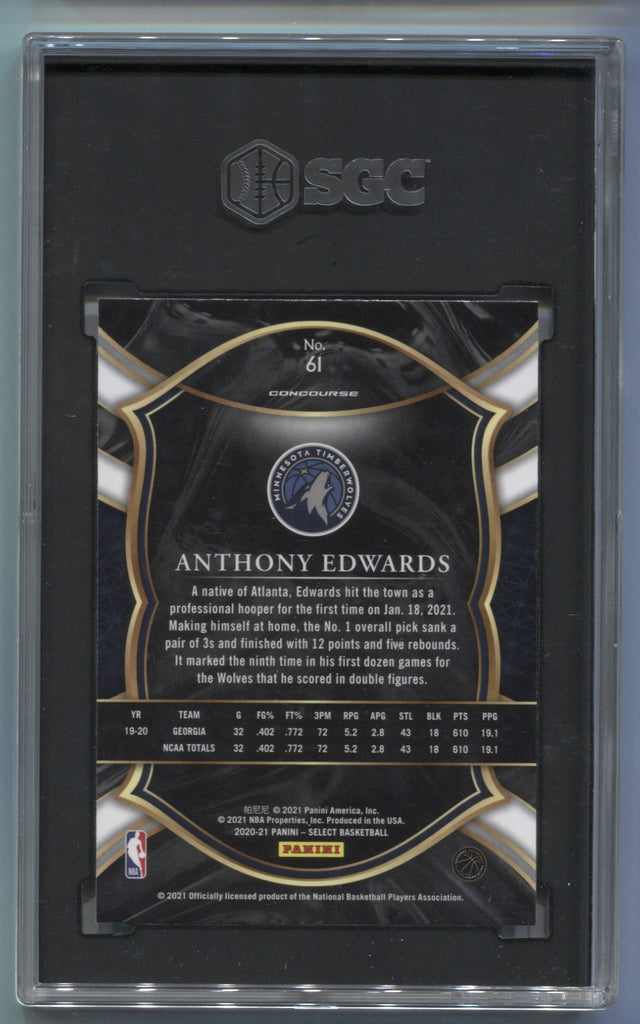 SGC
No.
61
CONCOURSE
MINNESOTA TIMBERWOLVES
ANTHONY EDWARDS
A native of Atlanta, Edwards hit the town as a
professional hooper for the first time on Jan. 18, 2021.
Making himself at home, the No. 1 overall pick sank a
pair of 3s and finished with 12 points and five rebounds.
It marked the ninth time in his first dozen games for
the Wolves that he scored in double figures.
YR TEAM G FG% FT% 3PM RPG APG STL BLK PTS PPG
19-20 GEORGIA 32 .402 .772 72 5.2 2.8 43 18 610 19.1
NCAA TOTALS 32 .402 .772 72 5.2 2.8 43 18 610 19.1
帕尼尼 © 2021 Panini America, Inc.
© 2021 NBA Properties, Inc. Produced in the USA.
2020-21 PANINI – SELECT BASKETBALL
PANINI
NBA
© 2021 Officially licensed product of the National Basketball Players Association.